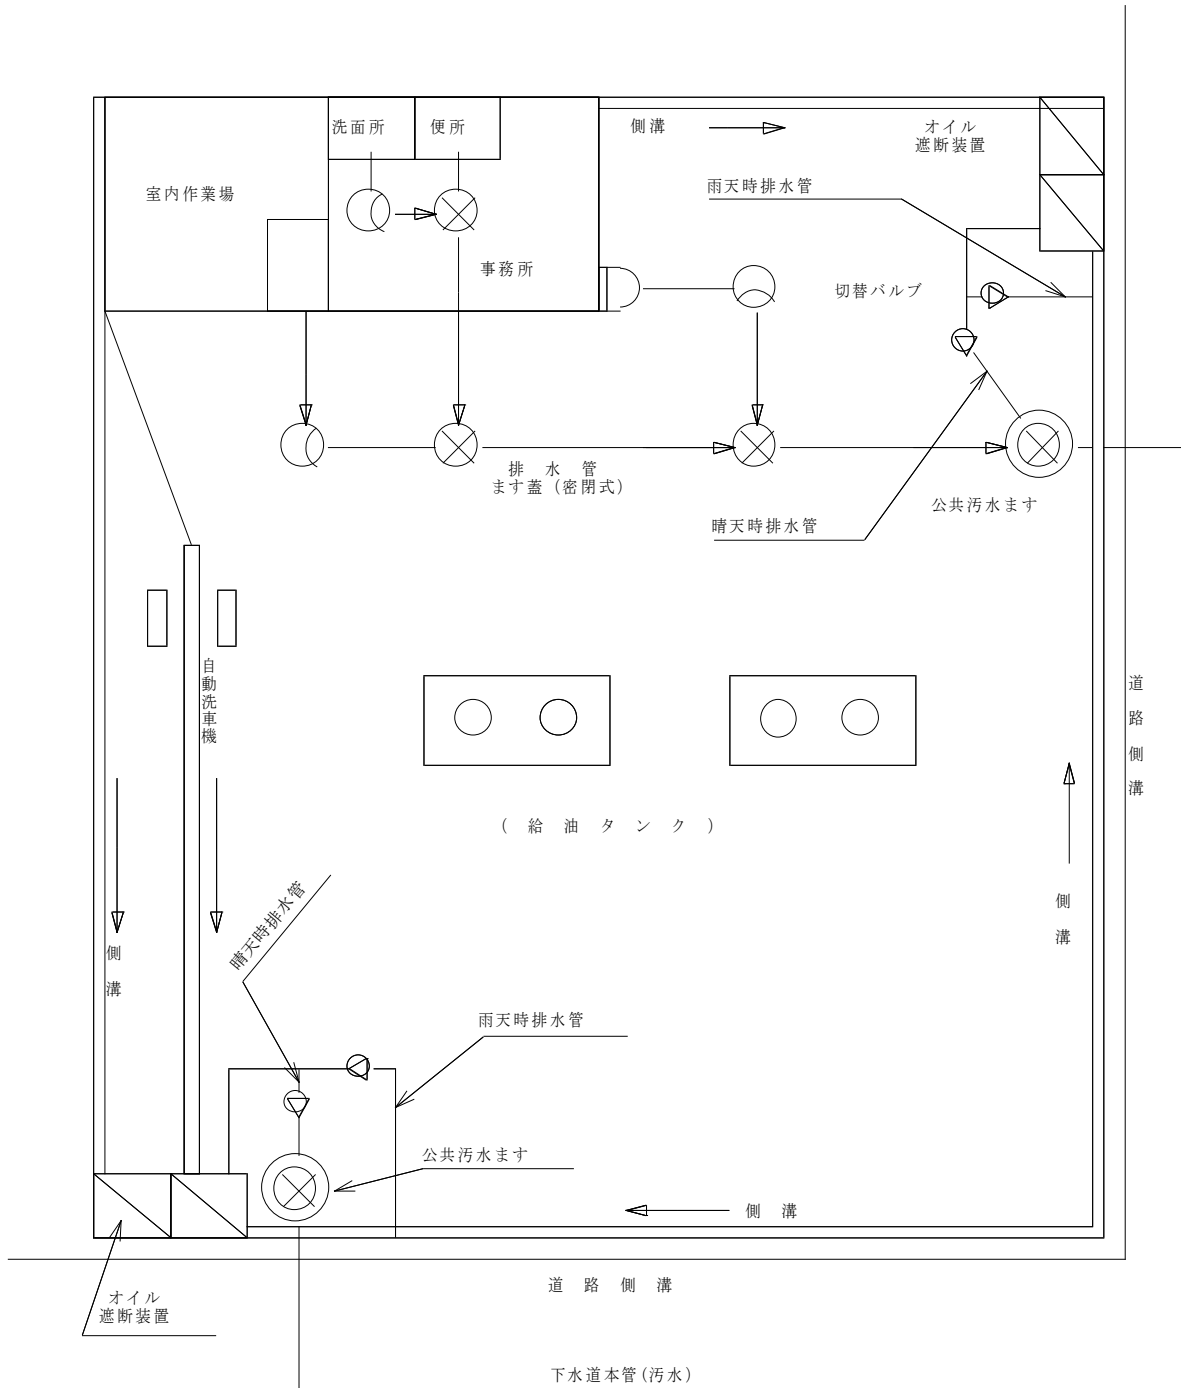 洗面所
便所
側溝
オイル
遮断装置
雨天時排水管
室内作業場
事務所
切替バルブ
排 水 管
ます蓋（密閉式）
公共汚水ます
晴天時排水管
自動洗車機
道路側溝
（ 給 油 タ ン ク ）
側溝
側溝
晴天時排水管
雨天時排水管
公共汚水ます
側 溝
道 路 側 溝
オイル
遮断装置
下水道本管(汚水)